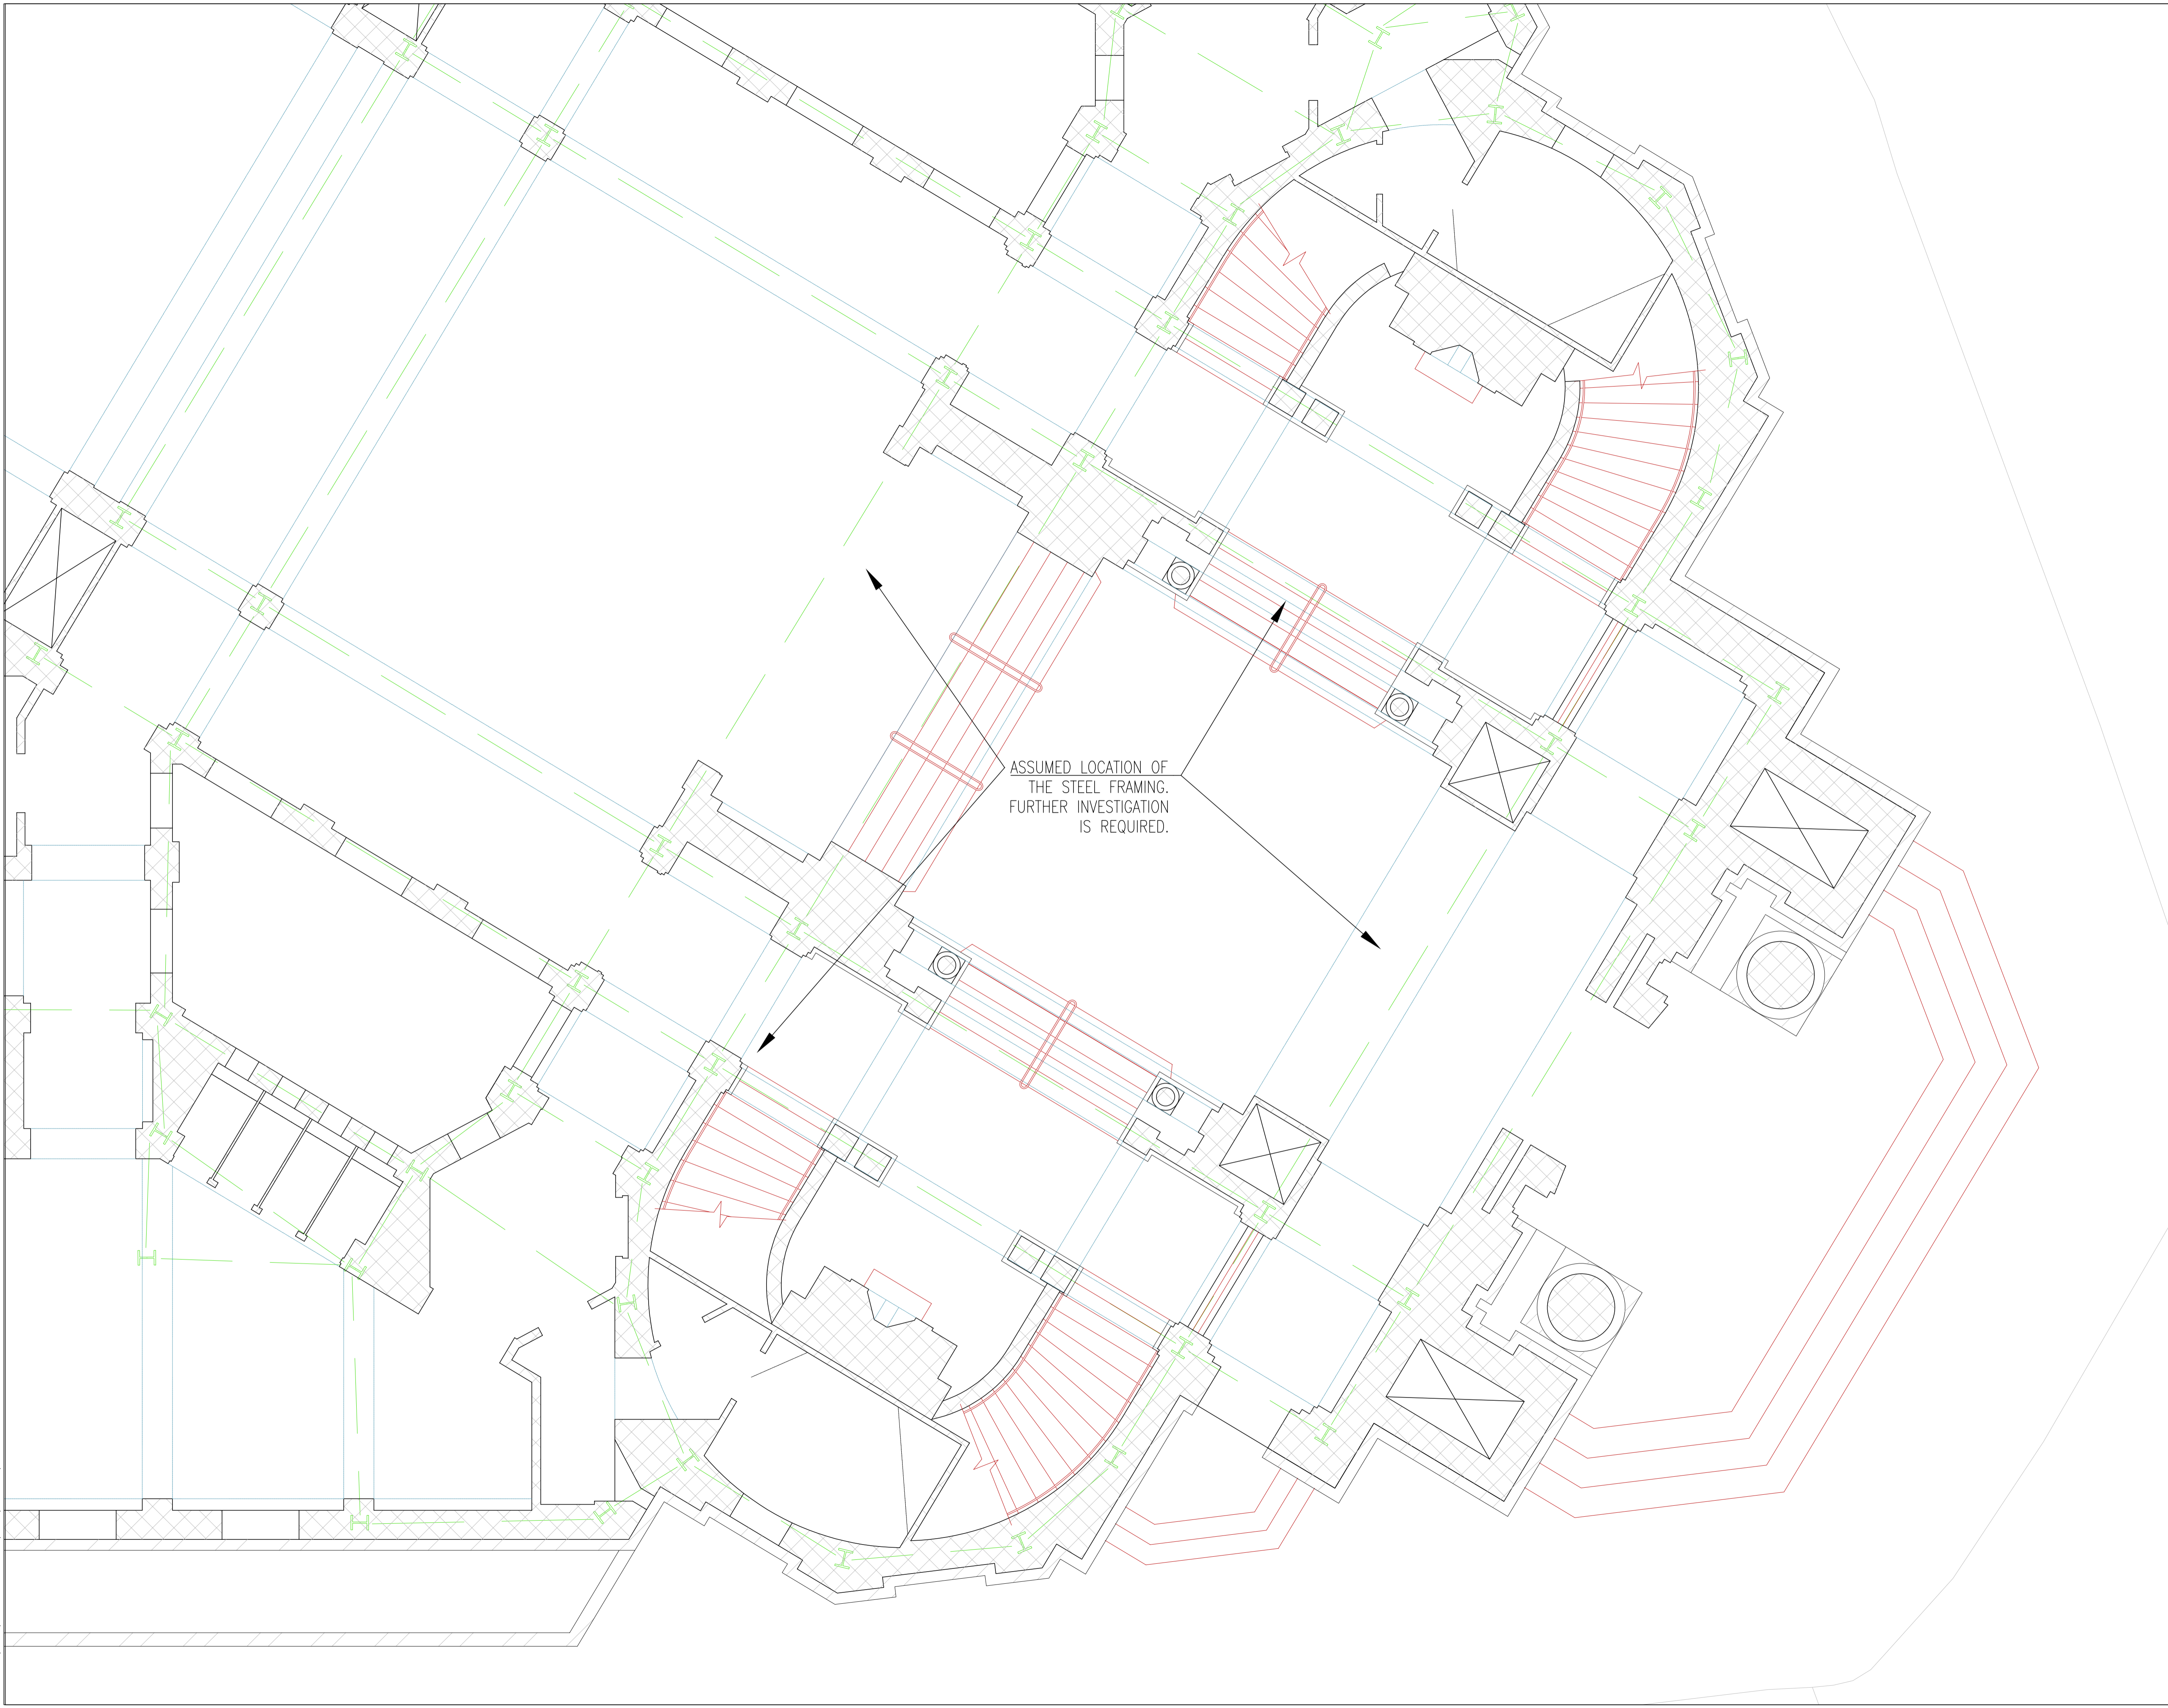 ASSUMED LOCATION OF
THE STEEL FRAMING.
FURTHER INVESTIGATION
IS REQUIRED.